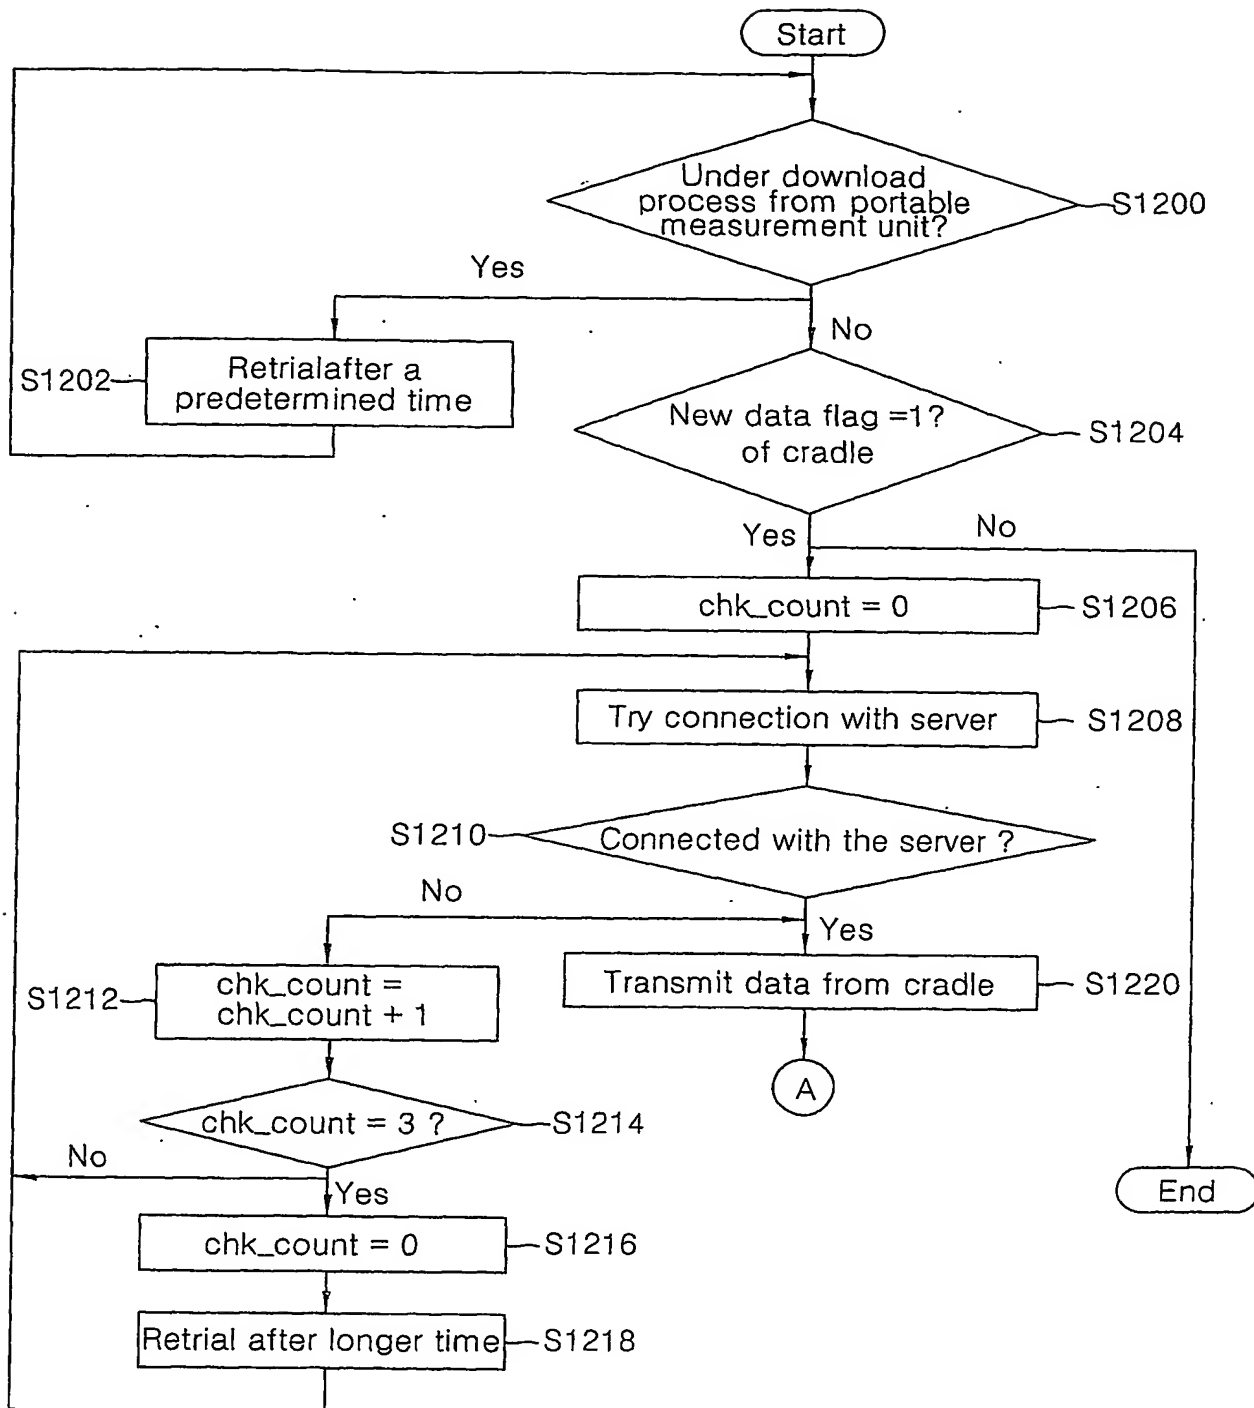 Start
Under download
process from portable
measurement unit?
S1200
Yes
No
S1202
Retrialafter a
predetermined time
New data flag =1?
of cradle
S1204
Yes
No
chk_count = 0
S1206
Try connection with server
S1208
S1210
Connected with the server ?
No
Yes
S1212
chk_count =
chk_count + 1
Transmit data from cradle
S1220
A
chk_count = 3 ?
S1214
No
Yes
End
chk_count = 0
S1216
Retrial after longer time
S1218